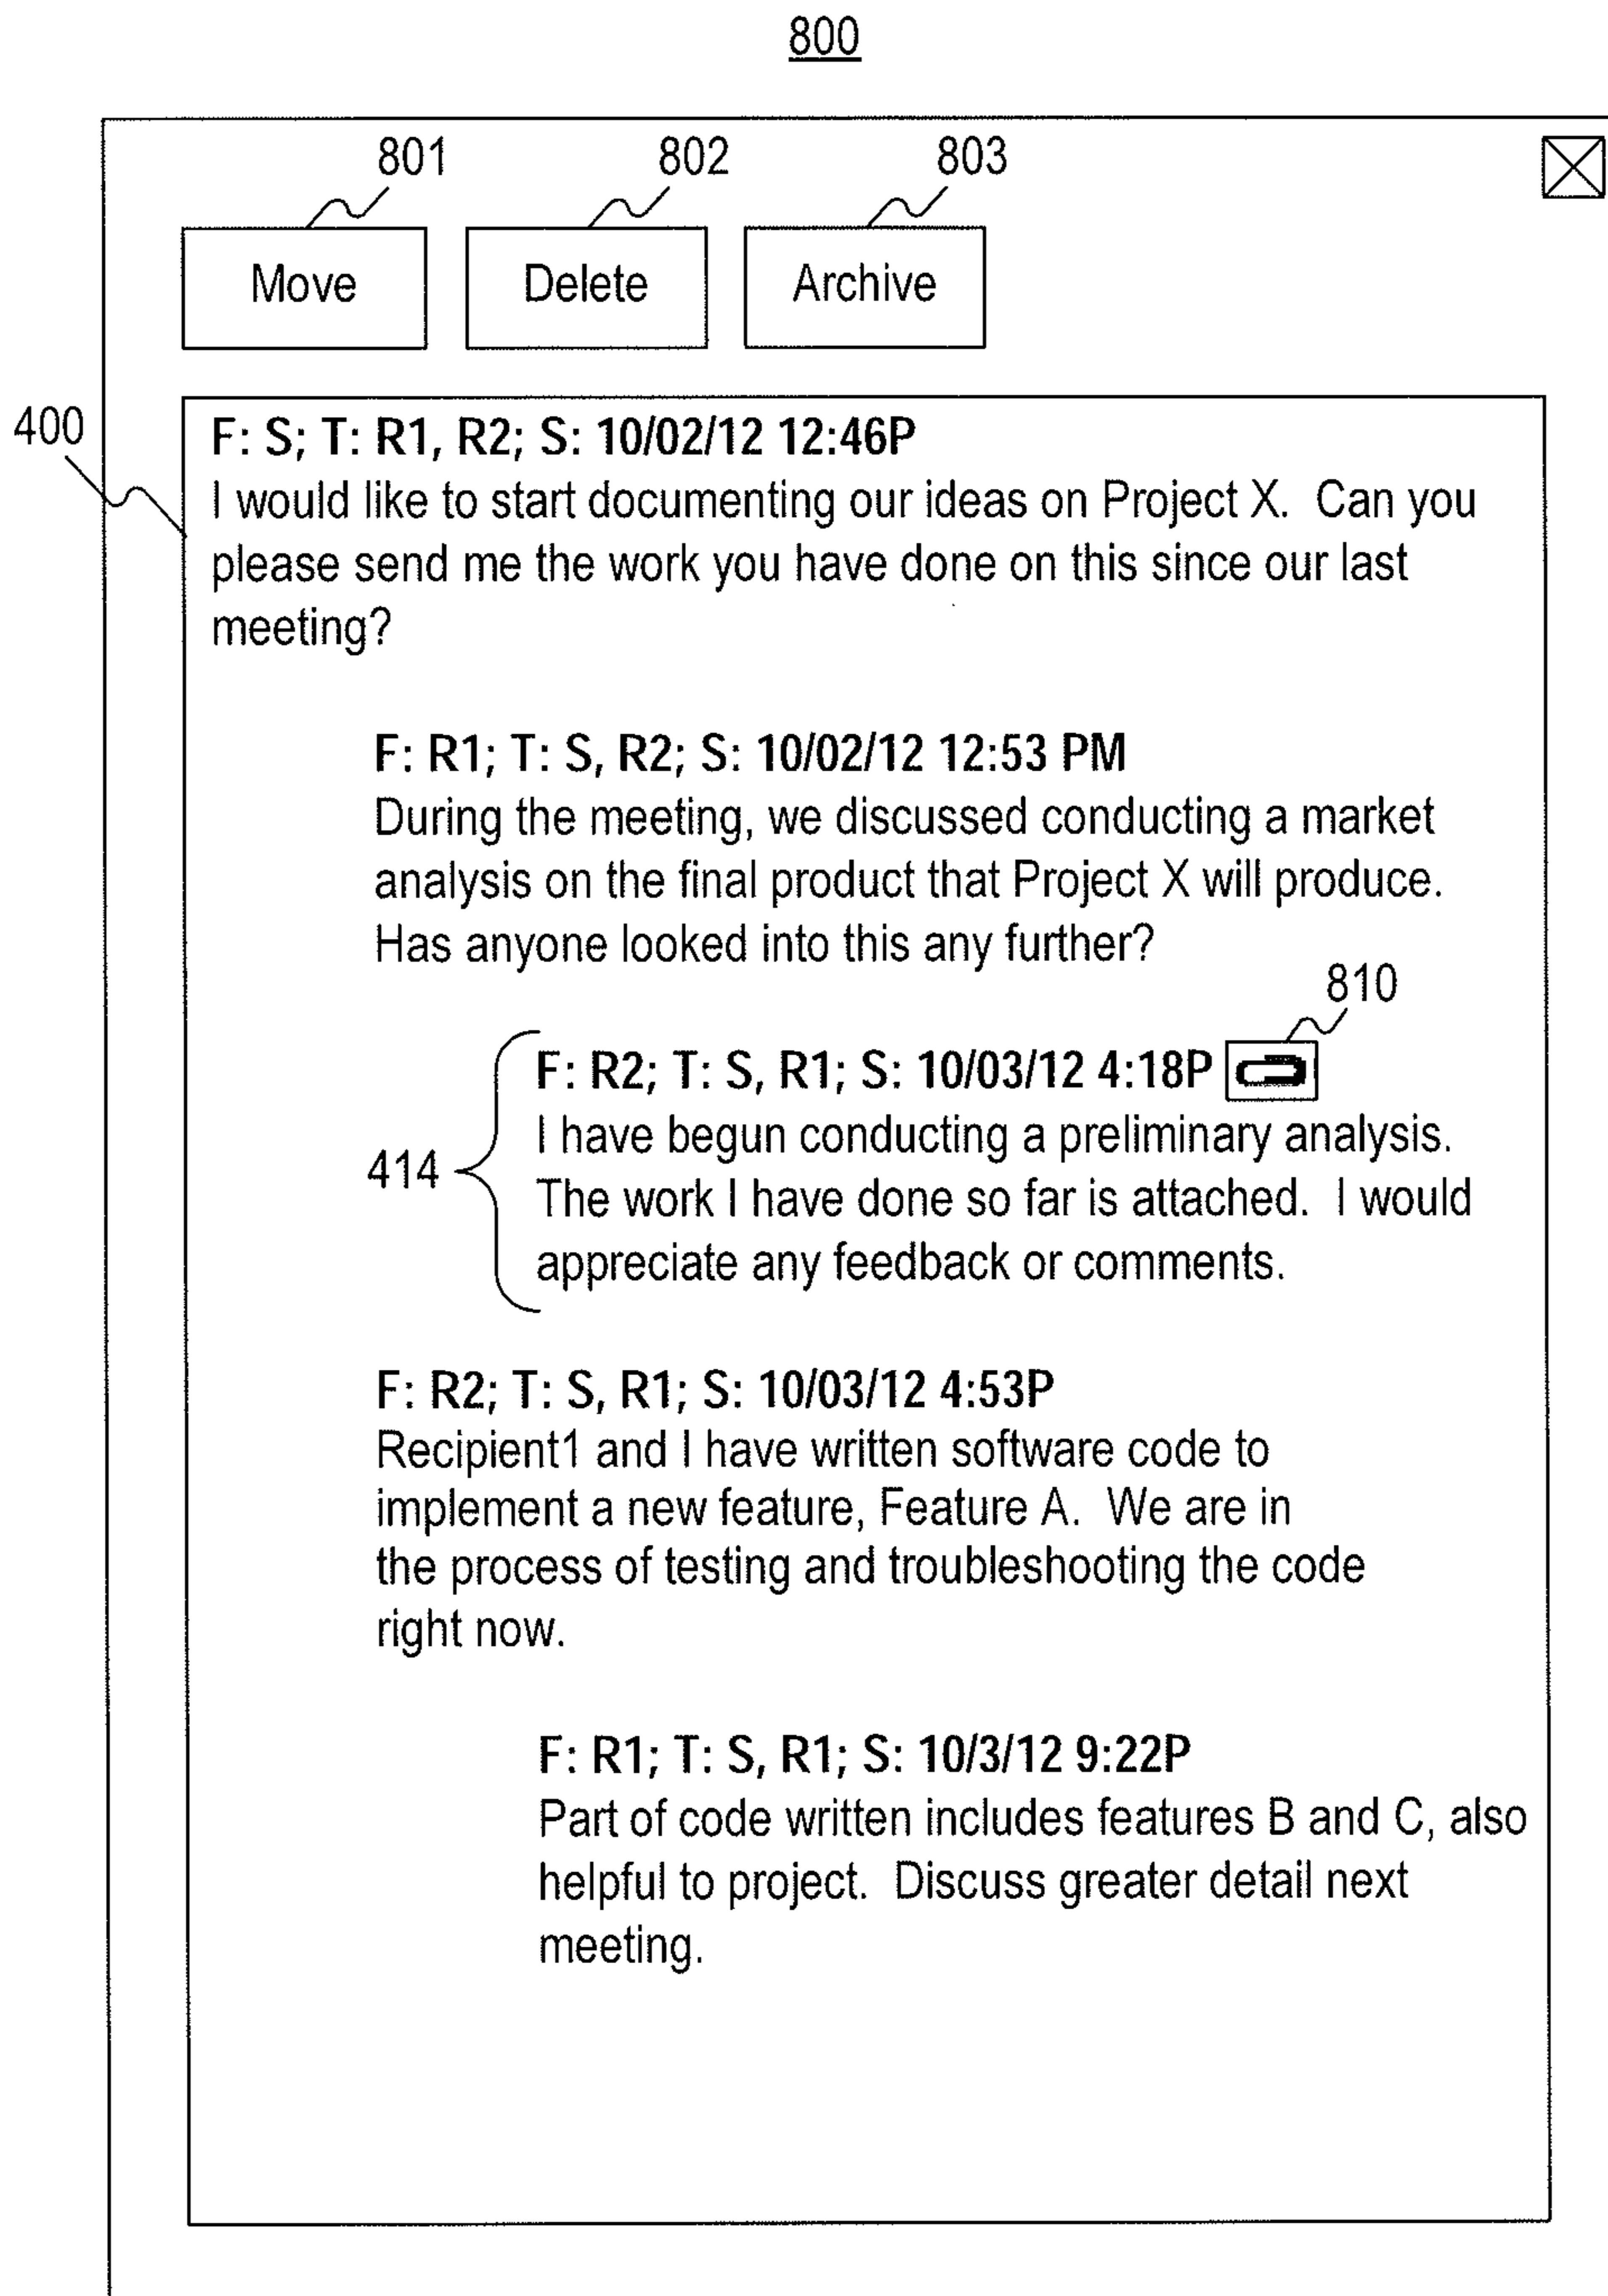 800
801 802 803
Move Delete Archive
400
F: S; T: R1, R2; S: 10/02/12 12:46P
I would like to start documenting our ideas on Project X. Can you
please send me the work you have done on this since our last
meeting?
F: R1; T: S, R2; S: 10/02/12 12:53 PM
During the meeting, we discussed conducting a market
analysis on the final product that Project X will produce.
Has anyone looked into this any further?
810
F: R2; T: S, R1; S: 10/03/12 4:18P
I have begun conducting a preliminary analysis.
414
The work I have done so far is attached. I would
appreciate any feedback or comments.
F: R2; T: S, R1; S: 10/03/12 4:53P
Recipient1 and I have written software code to
implement a new feature, Feature A. We are in
the process of testing and troubleshooting the code
right now.
F: R1; T: S, R1; S: 10/3/12 9:22P
Part of code written includes features B and C, also
helpful to project. Discuss greater detail next
meeting.